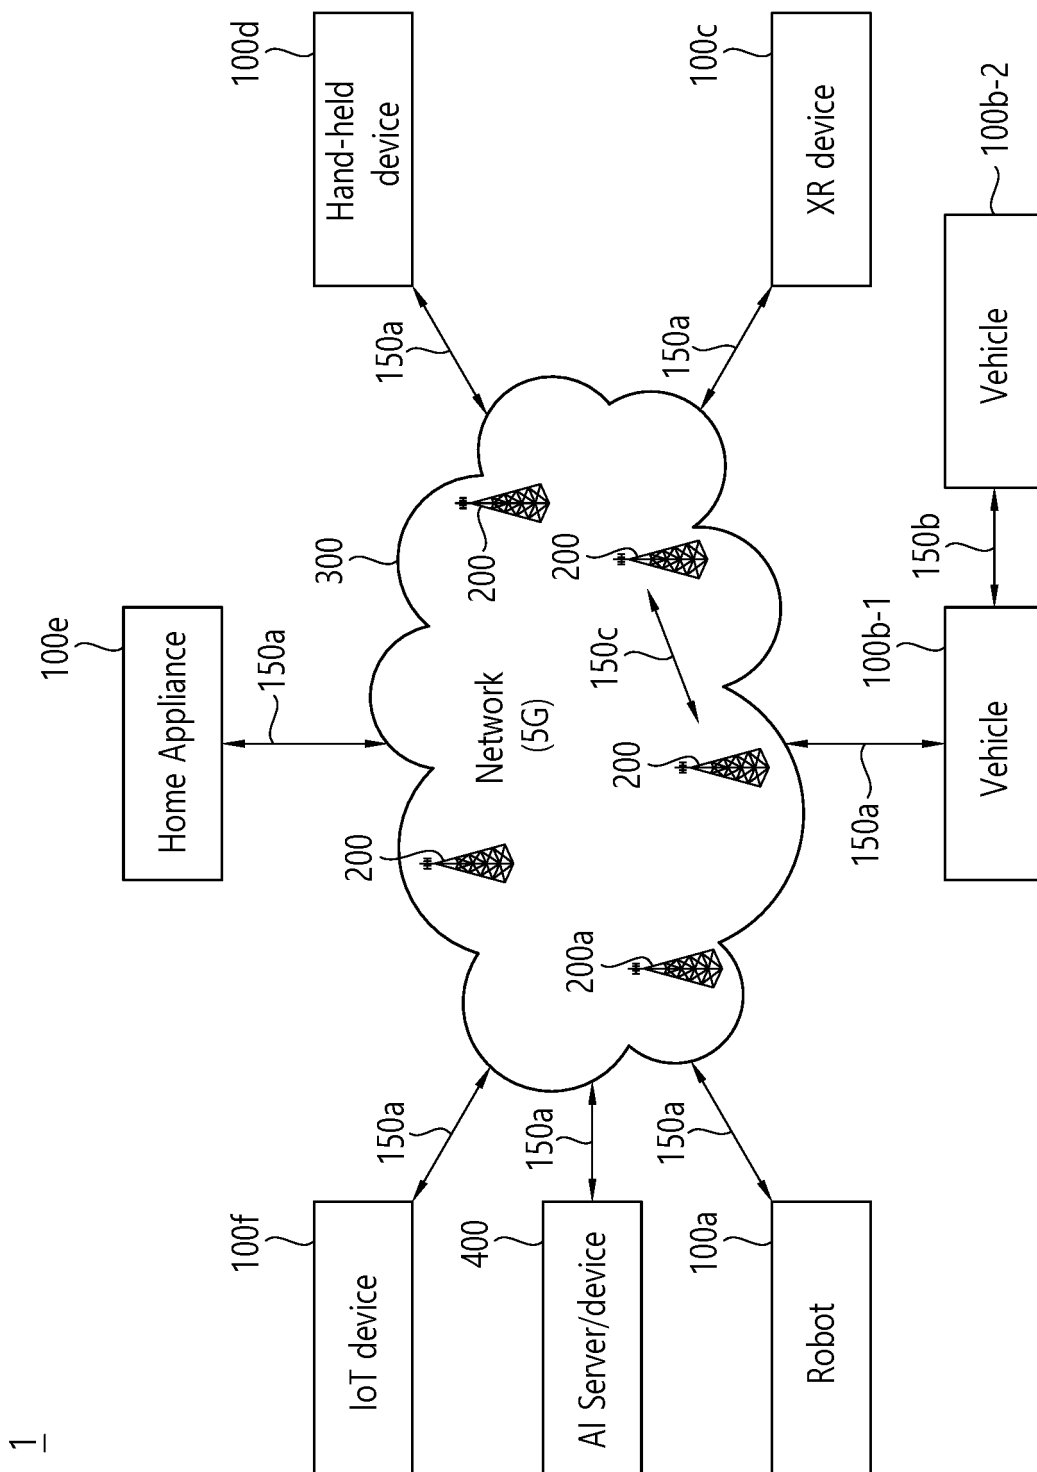 1
Home Appliance
100e
150a
IoT device
100f
150a
Hand-held
device
100d
150a
300
200
200
Network
(5G)
AI Server/device
400
150a
200a
200
200
150c
Robot
100a
150a
XR device
100c
150a
Vehicle
100b-1
150a
150b
Vehicle
100b-2